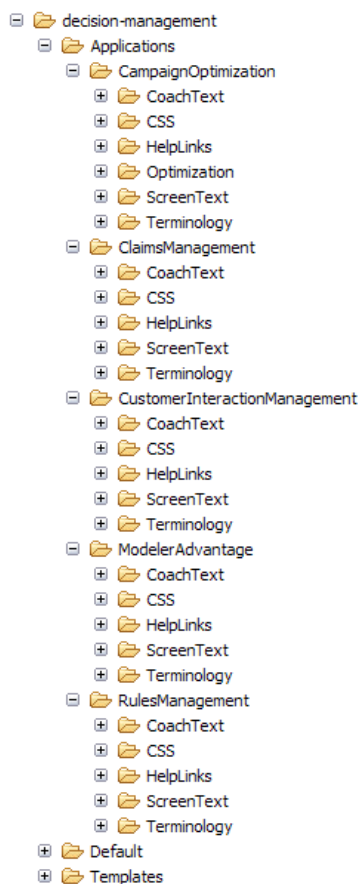 decision-management
Applications
CampaignOptimization
CoachText
CSS
HelpLinks
Optimization
ScreenText
Terminology
ClaimsManagement
CoachText
CSS
HelpLinks
ScreenText
Terminology
CustomerInteractionManagement
CoachText
CSS
HelpLinks
ScreenText
Terminology
ModelerAdvantage
CoachText
CSS
HelpLinks
ScreenText
Terminology
RulesManagement
CoachText
CSS
HelpLinks
ScreenText
Terminology
Default
Templates